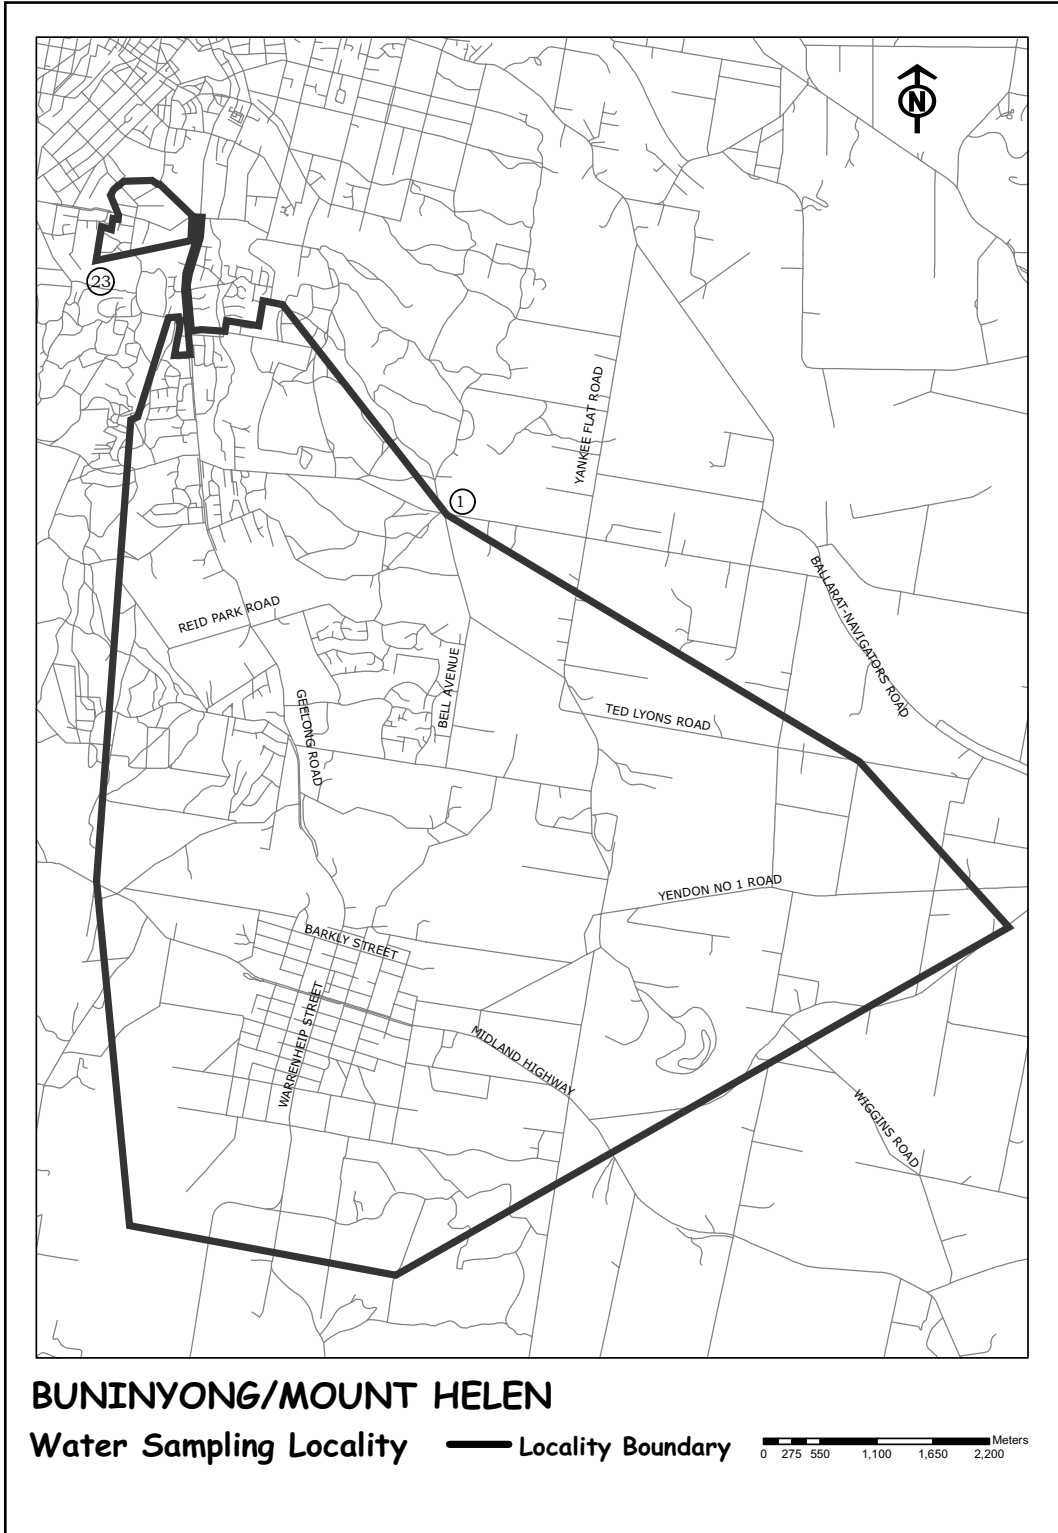 N
23
YANKEE FLAT ROAD
1
BALLARAT-NAVIGATORS ROAD
REID PARK ROAD
BELL AVENUE
GEELONG ROAD
TED LYONS ROAD
YENDON NO 1 ROAD
BARKLY STREET
WARRENHEIP STREET
MIDLAND HIGHWAY
WIGGINS ROAD
BUNINYONG/MOUNT HELEN
Water Sampling Locality
Locality Boundary
Meters
0 275 550 1,100 1,650 2,200